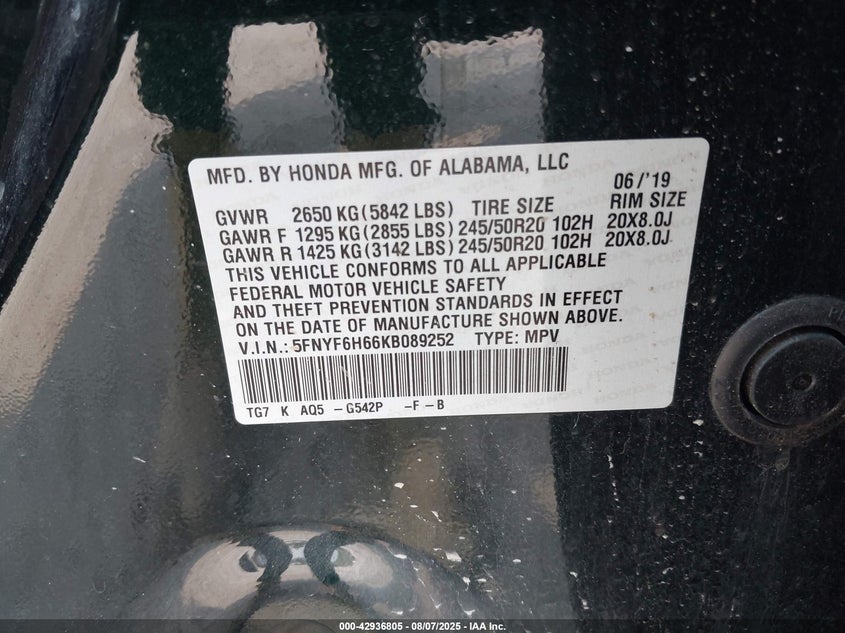 MFD. BY HONDA MFG. OF ALABAMA, LLC
06/'19
GVWR 2650 KG(5842 LBS) TIRE SIZE RIM SIZE
GAWR F 1295 KG(2855 LBS) 245/50R20 102H 20X8.0J
GAWR R 1425 KG(3142 LBS) 245/50R20 102H 20X8.0J
THIS VEHICLE CONFORMS TO ALL APPLICABLE
FEDERAL MOTOR VEHICLE SAFETY
AND THEFT PREVENTION STANDARDS IN EFFECT
ON THE DATE OF MANUFACTURE SHOWN ABOVE.
V.I.N.: 5FNYF6H66KB089252 TYPE: MPV
TG7 K AQ5 -G542P -F-B
000-42936805 - 08/07/2025 - IAA Inc.